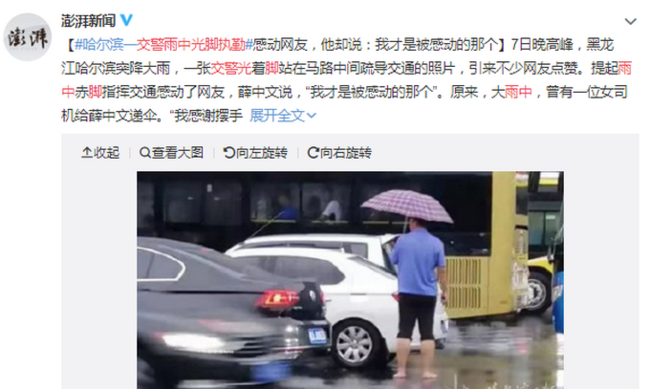 澎湃新闻
澎湃
【#哈尔滨一交警雨中光脚执勤#感动网友，他却说：我才是被感动的那个】7日晚高峰，黑龙
江哈尔滨突降大雨，一张交警光着脚站在马路中间疏导交通的照片，引来不少网友点赞。提起雨
中赤脚指挥交通感动了网友，薛中文说，“我才是被感动的那个”。原来，大雨中，曾有一位女司
机给薛中文递伞。“我感谢摆手 展开全文
收起 查看大图 向左旋转 向右旋转